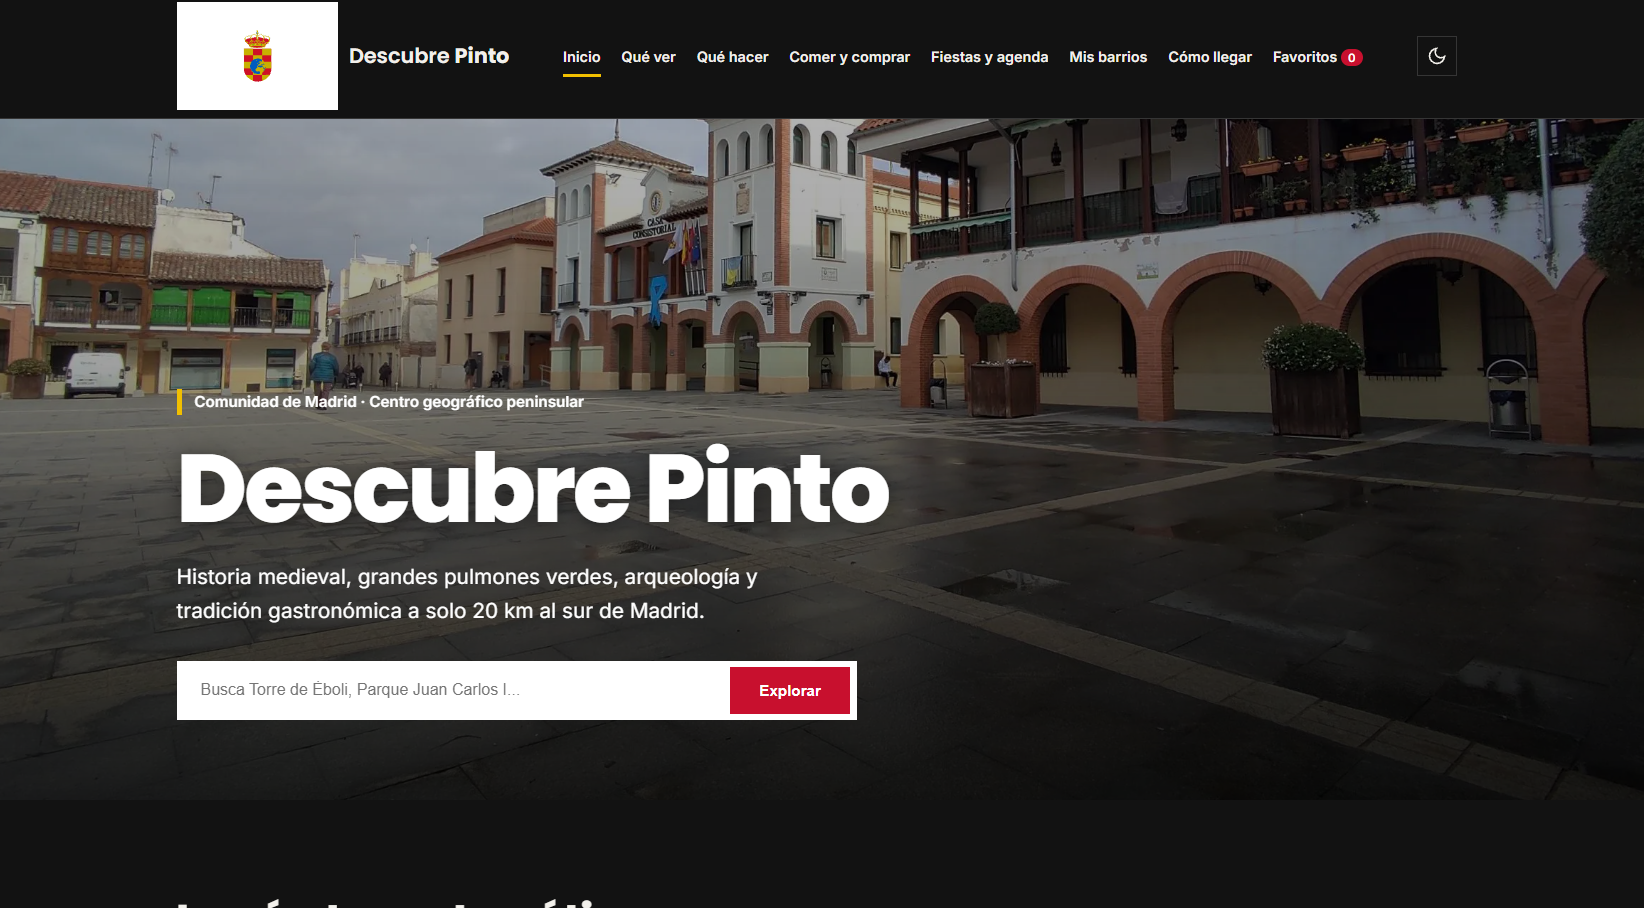 Descubre Pinto
Inicio
Qué ver
Qué hacer
Comer y comprar
Fiestas y agenda
Mis barrios
Cómo llegar
Favoritos 0
CASA
CONSISTORIAL
Comunidad de Madrid · Centro geográfico peninsular
Descubre Pinto
Historia medieval, grandes pulmones verdes, arqueología y
tradición gastronómica a solo 20 km al sur de Madrid.
Busca Torre de Éboli, Parque Juan Carlos I...
Explorar